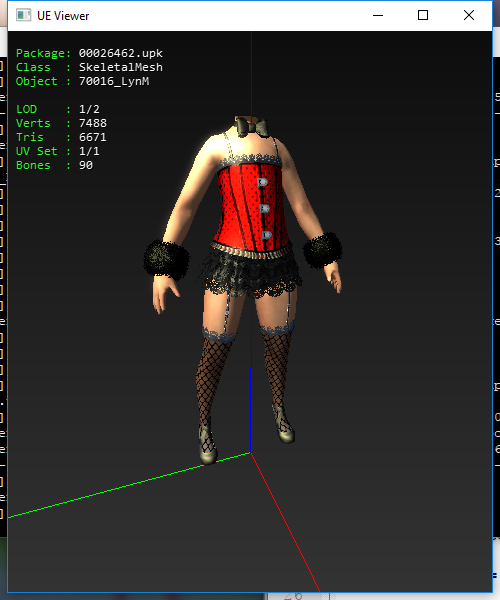 UE Viewer
Package: 00026462.upk
Class : SkeletalMesh
Object : 70016_LynM
LOD : 1/2
Verts : 7488
Tris : 6671
UV Set : 1/1
Bones : 90